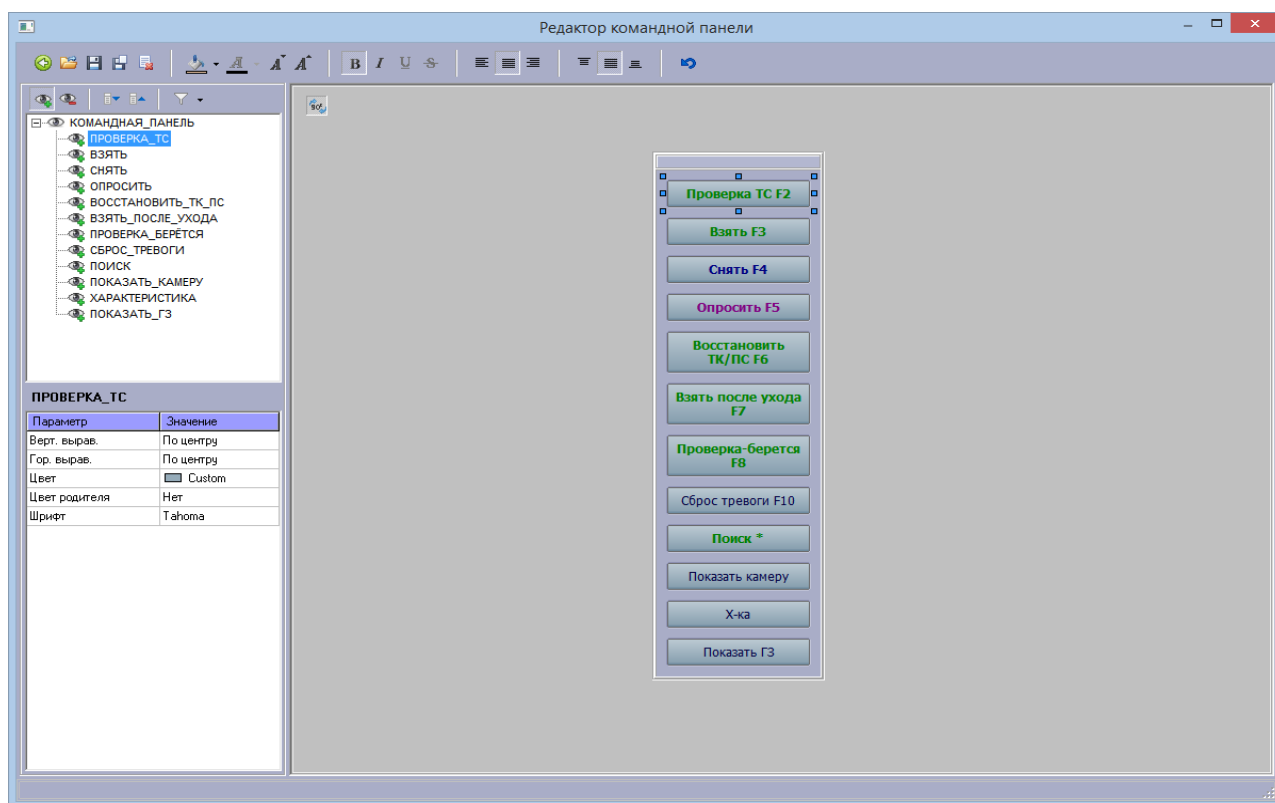 Редактор командной панели
B I U S
КОМАНДНАЯ_ПАНЕЛЬ
ПРОВЕРКА_ТС
ВЗЯТЬ
СНЯТЬ
ОПРОСИТЬ
ВОССТАНОВИТЬ_ТК_ПС
ВЗЯТЬ_ПОСЛЕ_УХОДА
ПРОВЕРКА_БЕРЁТСЯ
СБРОС_ТРЕВОГИ
ПОИСК
ПОКАЗАТЬ_КАМЕРУ
ХАРАКТЕРИСТИКА
ПОКАЗАТЬ_ГЗ
ПРОВЕРКА_ТС
Параметр Значение
Верт. вырав. По центру
Гор. вырав. По центру
Цвет Custom
Цвет родителя Нет
Шрифт Tahoma
Проверка ТС F2
Взять F3
Снять F4
Опросить F5
Восстановить
ТК/ПС F6
Взять после ухода
F7
Проверка-берется
F8
Сброс тревоги F10
Поиск *
Показать камеру
Х-ка
Показать ГЗ